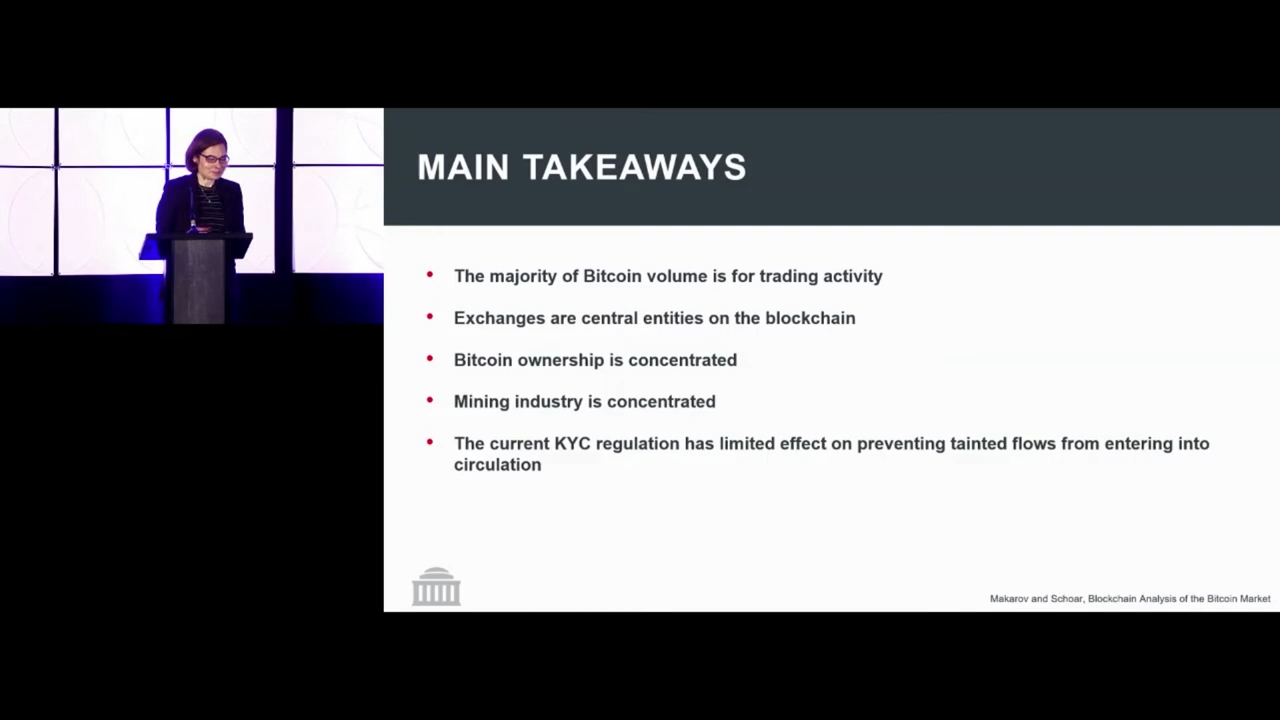 MAIN TAKEAWAYS
• The majority of Bitcoin volume is for trading activity
• Exchanges are central entities on the blockchain
• Bitcoin ownership is concentrated
• Mining industry is concentrated
• The current KYC regulation has limited effect on preventing tainted flows from entering into
circulation
Makarov and Schoar, Blockchain Analysis of the Bitcoin Market